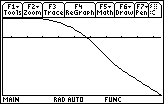 F1▾ F2▾ F3 F4 F5▾ F6▾ F7▾
Tools Zoom Trace ReGraph Math Draw Pen
MAIN RAD AUTO FUNC